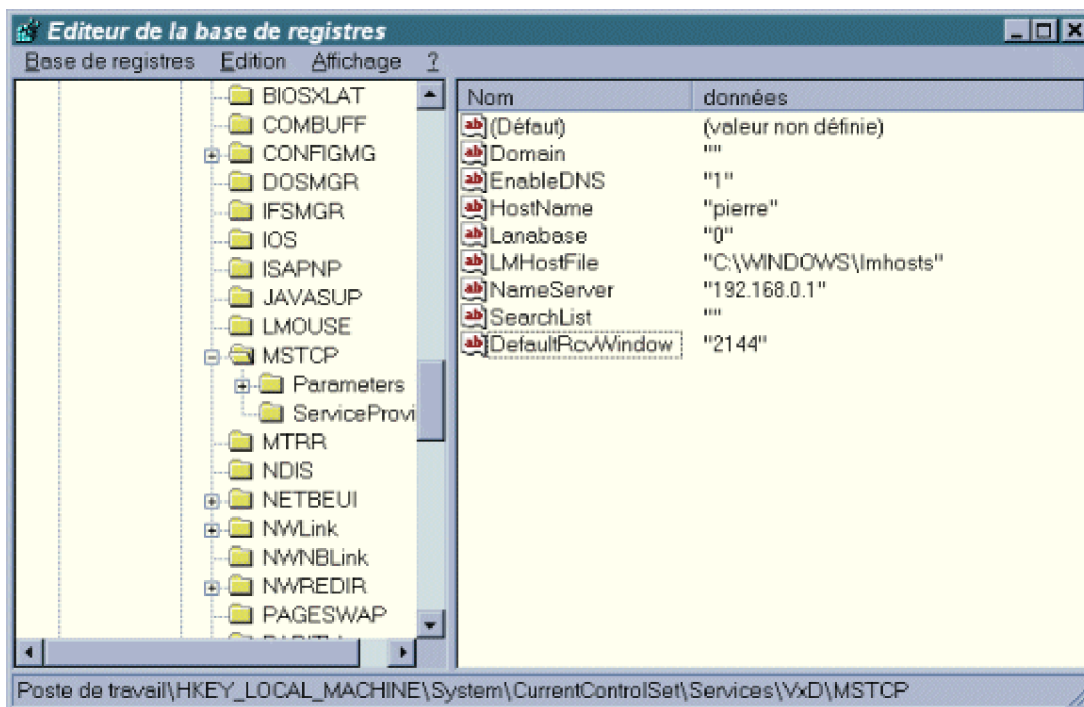 Editeur de la base de registres
Base de registres Edition Affichage ?
BIOSXLAT
COMBUFF
CONFIGMG
DOSMGR
IFSMGR
IOS
ISAPNP
JAVASUP
LMOUSE
MSTCP
Parameters
ServiceProvi
MTRR
NDIS
NETBEUI
NWLink
NWNBLink
NWREDIR
PAGESWAP
Nom données
(Défaut) (valeur non définie)
Domain ""
EnableDNS "1"
HostName "pierre"
Lanabase "0"
LMHostFile "C:\WINDOWS\lmhosts"
NameServer "192.168.0.1"
SearchList ""
DefaultRcvWindow "2144"
Poste de travail\HKEY_LOCAL_MACHINE\System\CurrentControlSet\Services\VxD\MSTCP